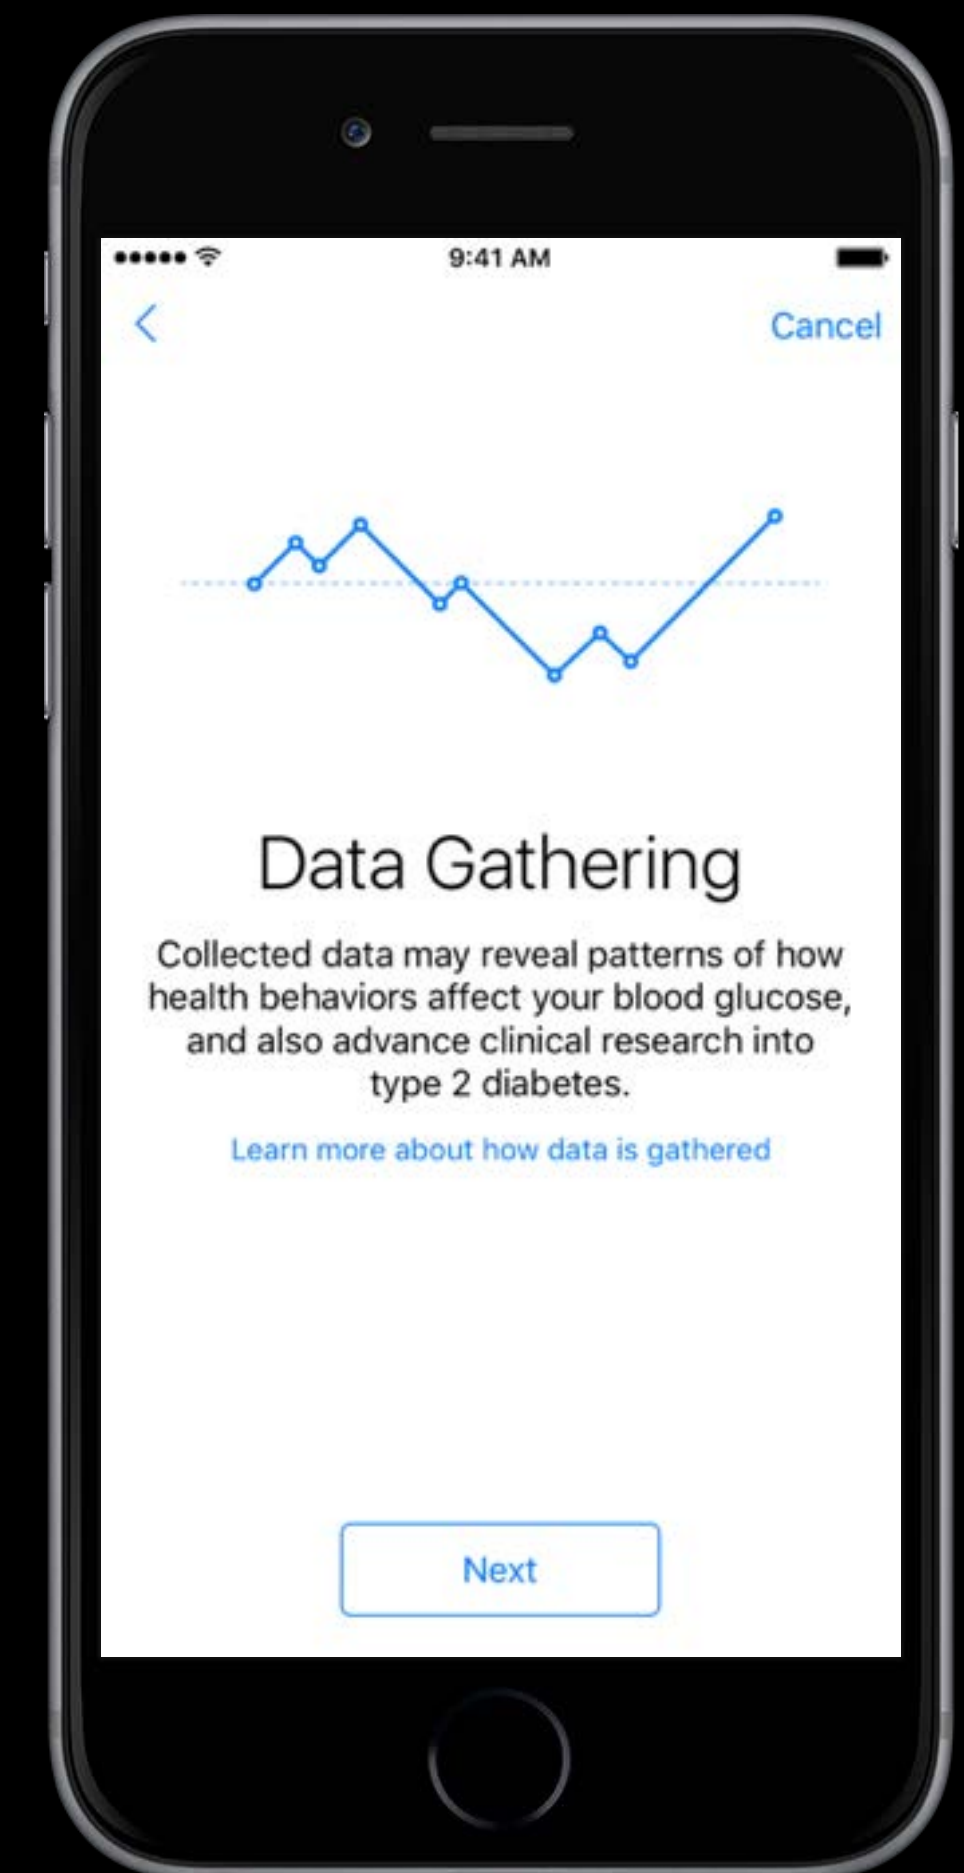 9:41 AM
Cancel
Data Gathering
Collected data may reveal patterns of how
health behaviors affect your blood glucose,
and also advance clinical research into
type 2 diabetes.
Learn more about how data is gathered
Next